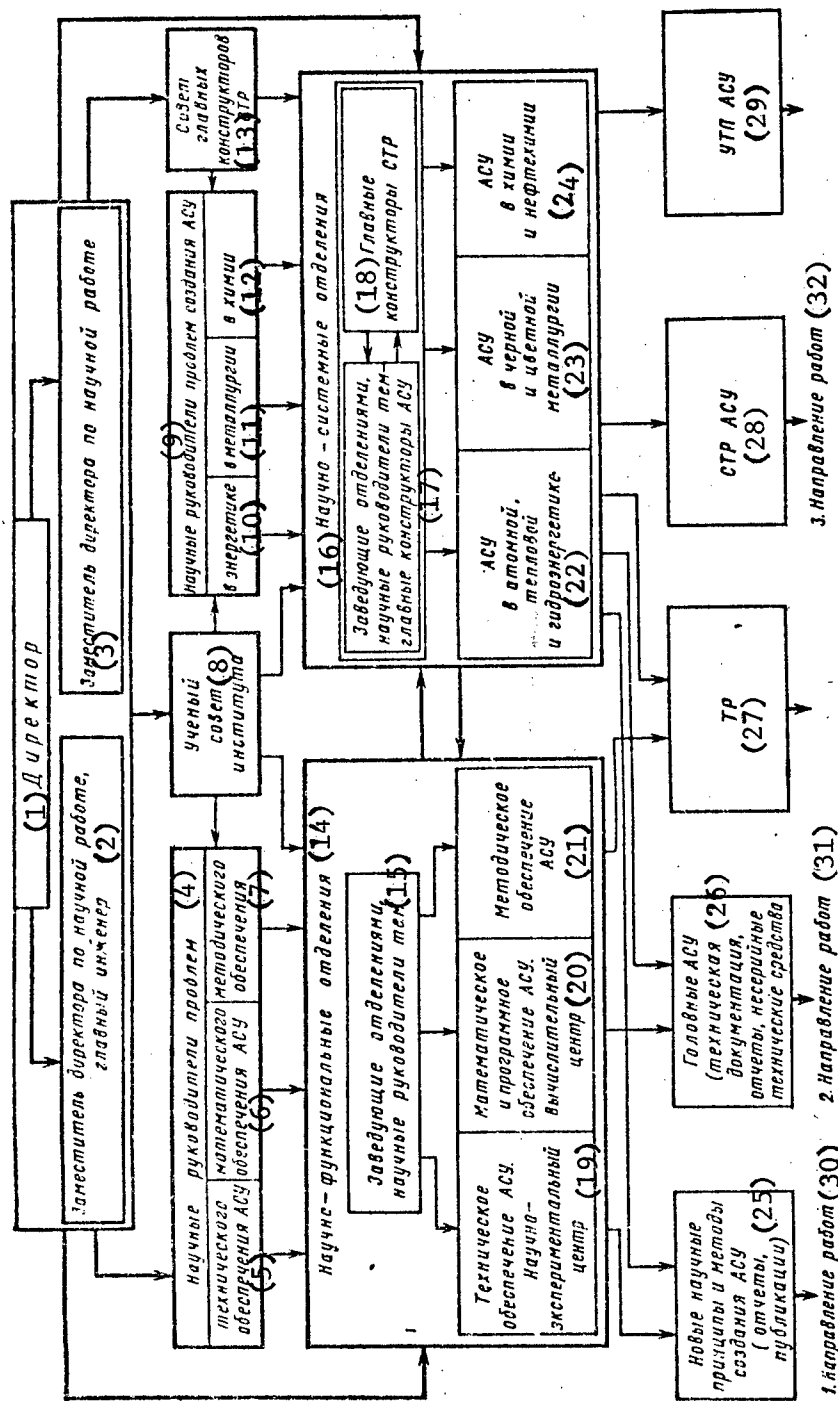 (1) Директор
Заместитель директора по научной работе,
главный инженер
(2)
Заместитель директора по научной работе
(3)
Научные руководители проблем (4)
технического
обеспечения АСУ
(5)
математического
обеспечения АСУ
(6)
методического
обеспечения
(7)
Ученый
совет (8)
института
(9)
Научные руководители проблем создания АСУ
в энергетике
(10)
в металлургии
(11)
в химии
(12)
Совет
главных
конструкторов
(13) СТР
Научно-функциональные отделения (14)
Заведующие отделениями,
научные руководители тем
(15)
Техническое
обеспечение АСУ.
Научно-
экспериментальный
центр (19)
Математическое
и программное
обеспечение АСУ.
Вычислительный
центр (20)
Методическое
обеспечение
АСУ
(21)
(16) Научно-системные отделения
Заведующие отделениями,
научные руководители тем-
главные конструкторы АСУ
(17)
(18) Главные
конструкторы СТР
АСУ
в атомной,
тепловой
и гидроэнергетике
(22)
АСУ
в черной
и цветной
металлургии
(23)
АСУ
в химии
и нефтехимии
(24)
Новые научные
принципы и методы
создания АСУ
(отчеты, (25)
публикации)
Головные АСУ
(техническая (26)
документация,
отчеты, несерийные
технические средства
ТР
(27)
СТР АСУ
(28)
УТП АСУ
(29)
1. Направление работ (30)
2. Направление работ (31)
3. Направление работ (32)